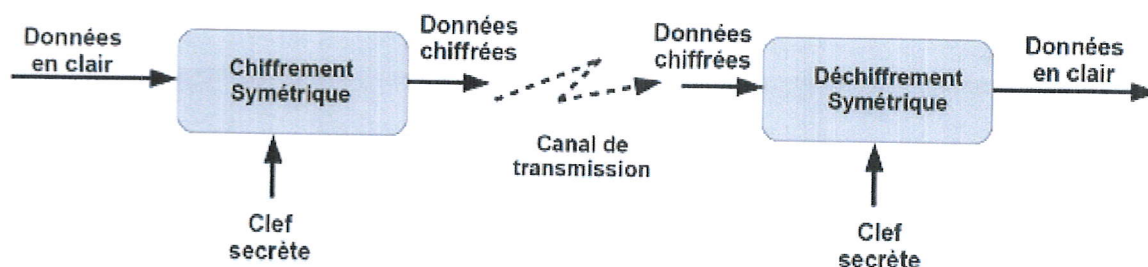 Données
en clair
Chiffrement
Symétrique
Données
chiffrées
Canal de
transmission
Données
chiffrées
Déchiffrement
Symétrique
Données
en clair
Clef
secrète
Clef
secrète